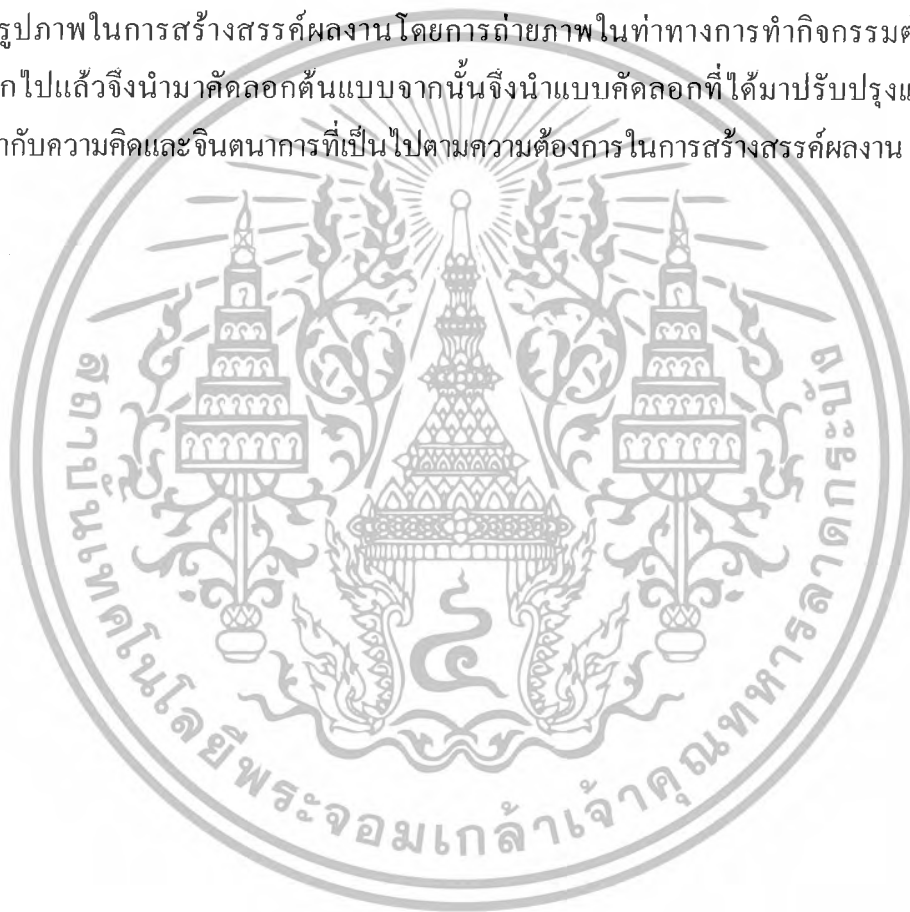 รูปภาพในการสร้างสรรค์ผลงานโดยการถ่ายภาพในท่าทางการทำกิจกรรมต
กไปแล้วจึงนำมาคัดลอกต้นแบบจากนั้นจึงนำแบบคัดลอกที่ได้มาปรับปรุงแ
ากับความคิดและจินตนาการที่เป็นไปตามความต้องการในการสร้างสรรค์ผลงาน
สถาบันเทคโนโลยีพระจอมเกล้าเจ้าคุณทหารลาดกระบัง
๔